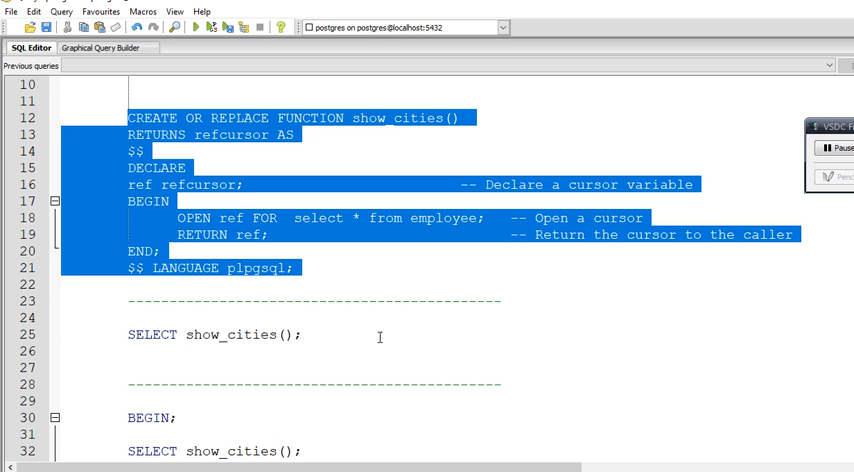 File Edit Query Favourites Macros View Help
postgres on postgres@localhost:5432
SQL Editor Graphical Query Builder
Previous queries
10
11
12 CREATE OR REPLACE FUNCTION show_cities()
13 RETURNS refcursor AS
14 $$
15 DECLARE
16 ref refcursor; -- Declare a cursor variable
17 BEGIN
18 OPEN ref FOR select * from employee; -- Open a cursor
19 RETURN ref; -- Return the cursor to the caller
20 END;
21 $$ LANGUAGE plpgsql;
22
23 ---------------------------------------------
24
25 SELECT show_cities();
26
27
28 ---------------------------------------------
29
30 BEGIN;
31
32 SELECT show_cities();
VSDC
Pause